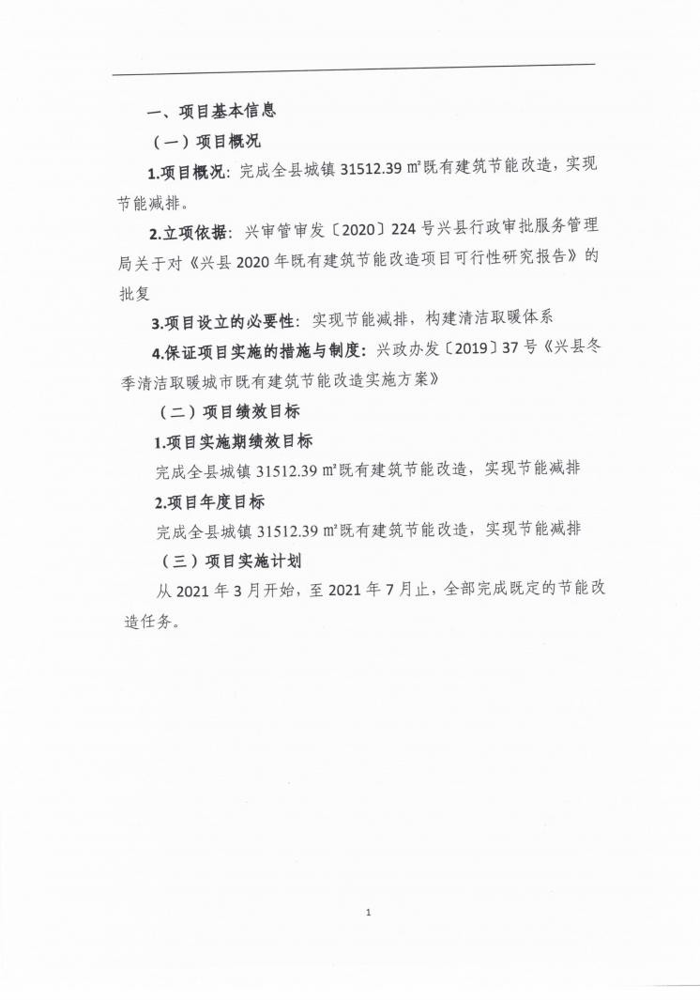 一、项目基本信息
（一）项目概况
1.项目概况：完成全县城镇 31512.39 ㎡既有建筑节能改造，实现
节能减排。
2.立项依据：兴审管审发〔2020〕224 号兴县行政审批服务管理
局关于对《兴县 2020 年既有建筑节能改造项目可行性研究报告》的
批复
3.项目设立的必要性：实现节能减排，构建清洁取暖体系
4.保证项目实施的措施与制度：兴政办发〔2019〕37 号《兴县冬
季清洁取暖城市既有建筑节能改造实施方案》
（二）项目绩效目标
1.项目实施期绩效目标
完成全县城镇 31512.39 ㎡既有建筑节能改造，实现节能减排
2.项目年度目标
完成全县城镇 31512.39 ㎡既有建筑节能改造，实现节能减排
（三）项目实施计划
从 2021 年 3 月开始，至 2021 年 7 月止，全部完成既定的节能改
造任务。
1